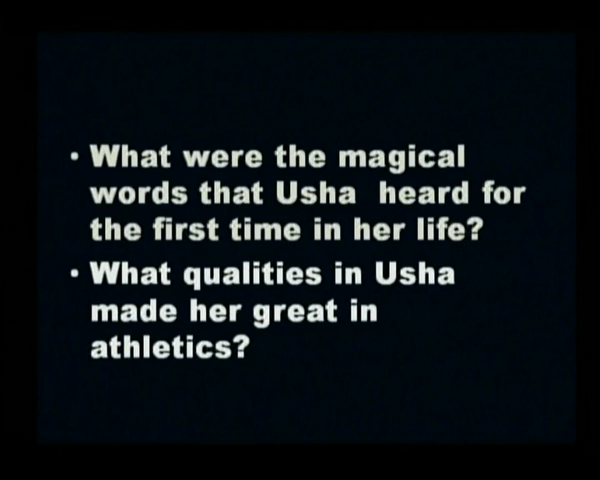 • What were the magical
words that Usha heard for
the first time in her life?
• What qualities in Usha
made her great in
athletics?